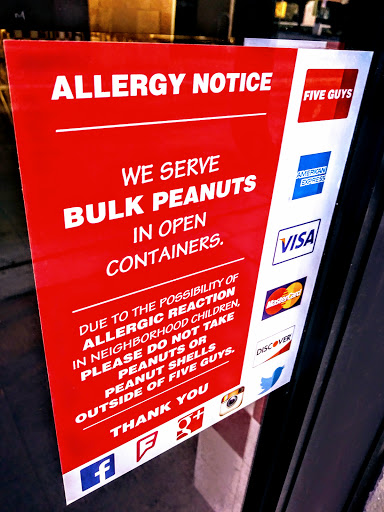 ALLERGY NOTICE
WE SERVE
BULK PEANUTS
IN OPEN
CONTAINERS.
DUE TO THE POSSIBILITY OF
ALLERGIC REACTION
IN NEIGHBORHOOD CHILDREN,
PLEASE DO NOT TAKE
PEANUTS OR
PEANUT SHELLS
OUTSIDE OF FIVE GUYS.
THANK YOU
FIVE GUYS
AMERICAN
EXPRESS
VISA
MasterCard
DISCOVER
f
F
g+